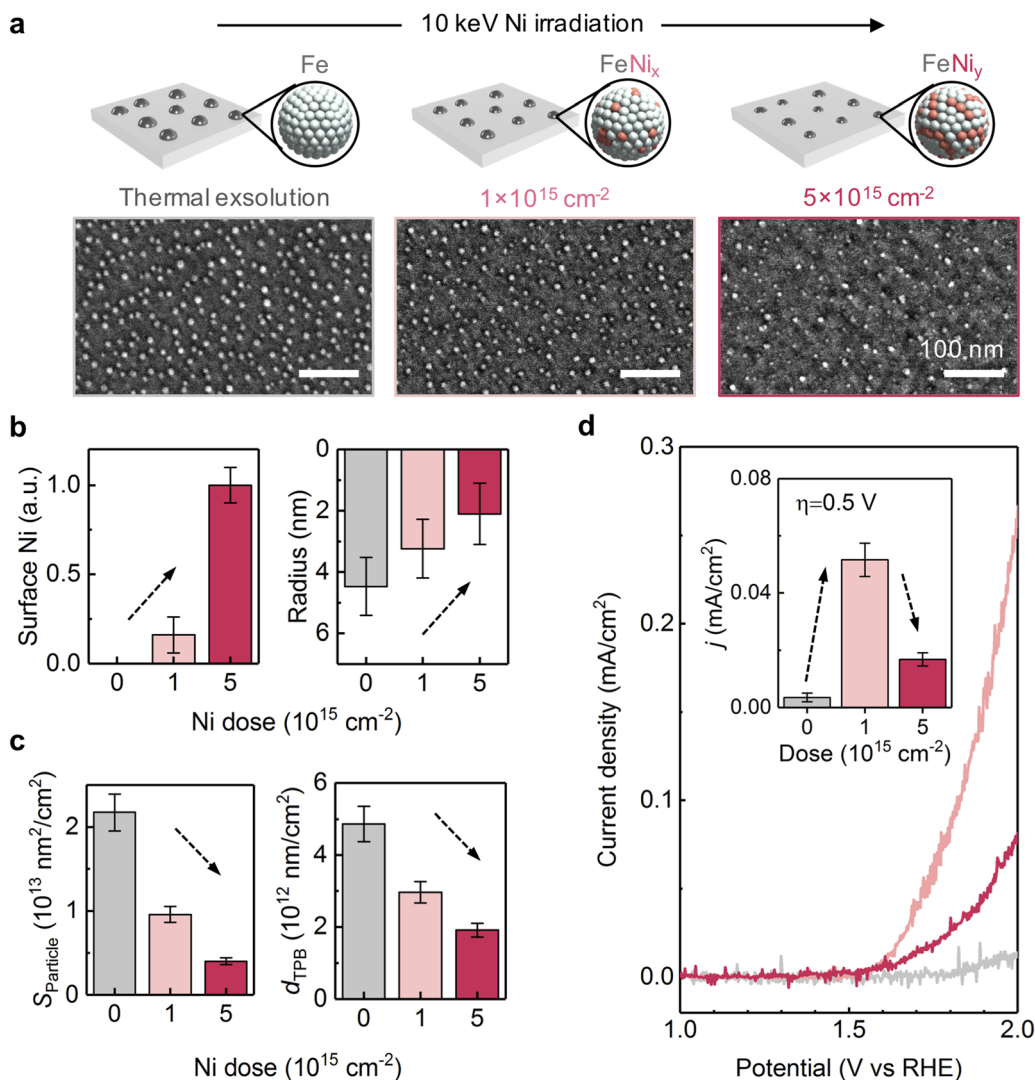 a
10 keV Ni irradiation
Fe
FeNiₓ
FeNiᵧ
Thermal exsolution
1×10¹⁵ cm⁻²
5×10¹⁵ cm⁻²
100 nm
b
Surface Ni (a.u.)
1.0
0.5
0.0
0 1 5
Radius (nm)
0
2
4
6
0 1 5
Ni dose (10¹⁵ cm⁻²)
c
S_Particle (10¹³ nm²/cm²)
2
1
0
0 1 5
d_TPB (10¹² nm/cm²)
6
4
2
0
0 1 5
Ni dose (10¹⁵ cm⁻²)
d
Current density (mA/cm²)
0.3
0.2
0.1
0.0
1.0 1.5 2.0
Potential (V vs RHE)
η=0.5 V
j (mA/cm²)
0.08
0.04
0.00
0 1 5
Dose (10¹⁵ cm⁻²)